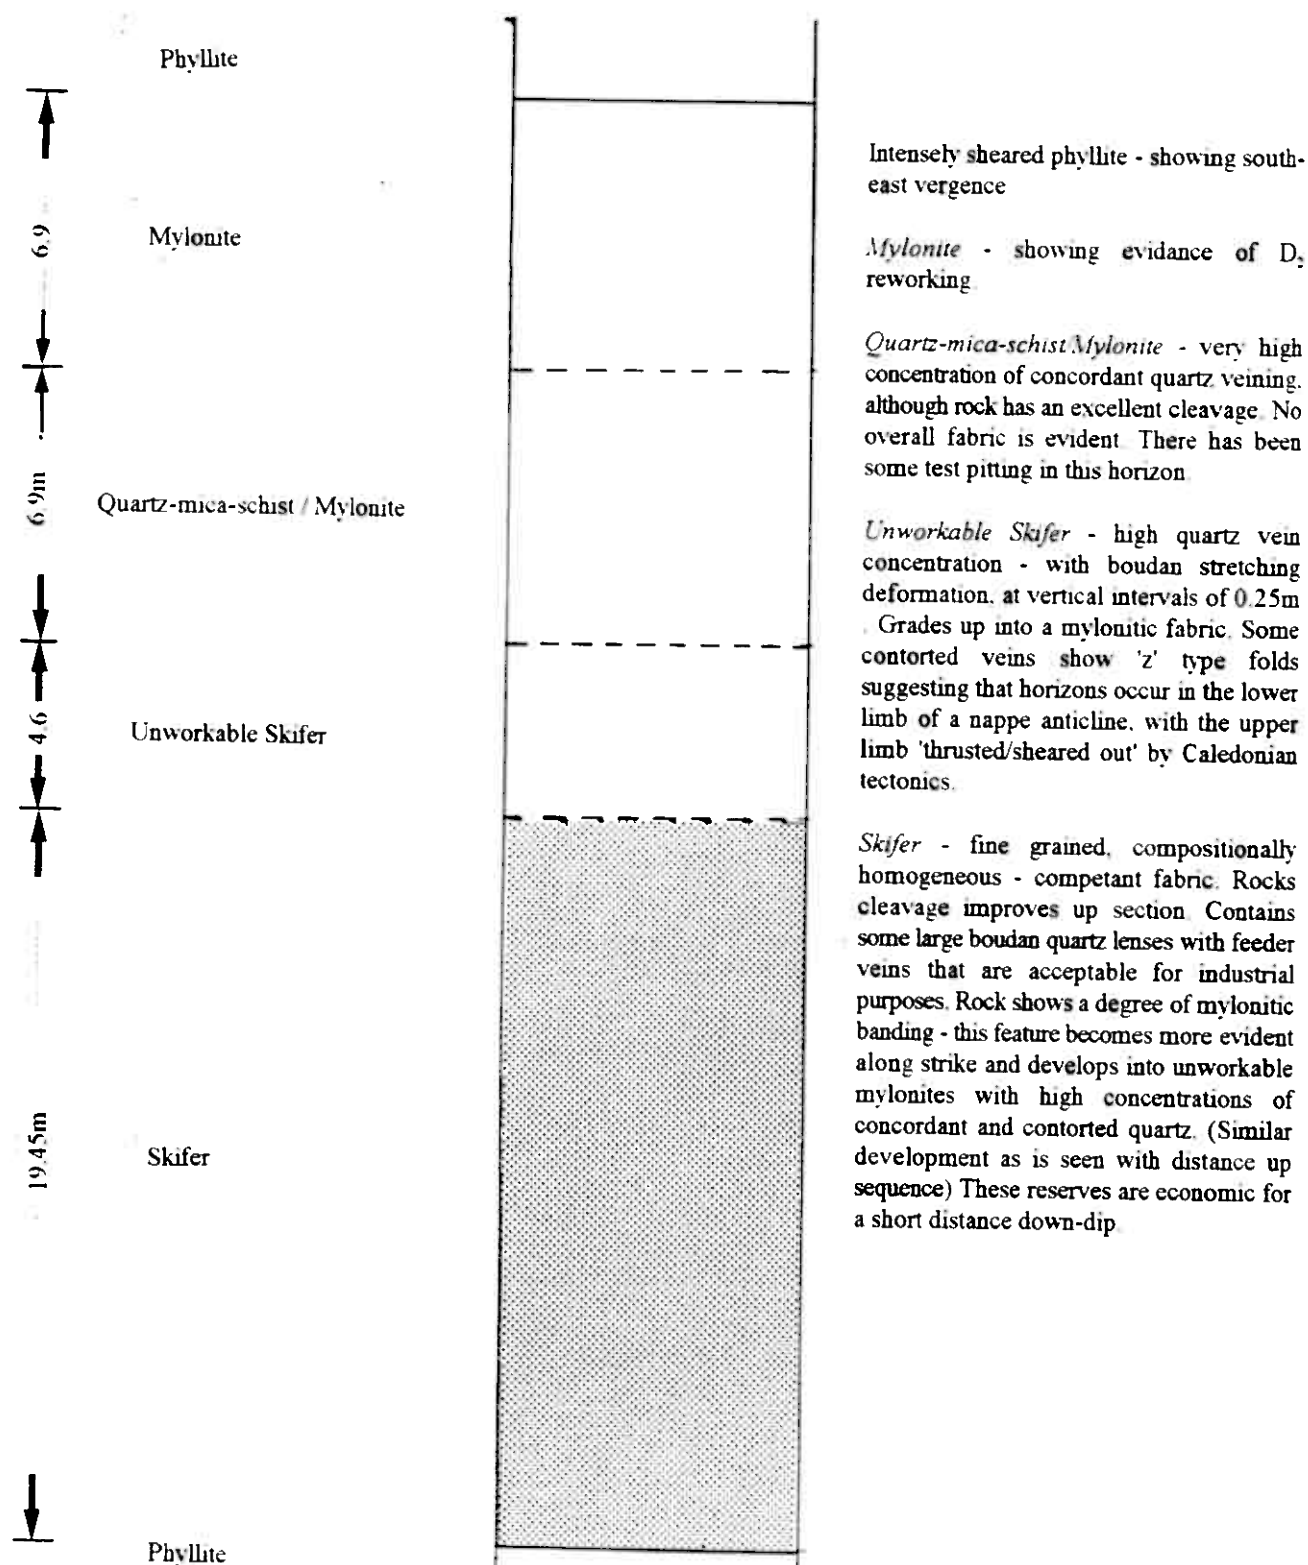 Phyllite
6.9
Mylonite
6.9m
Quartz-mica-schist / Mylonite
4.6
Unworkable Skifer
19.45m
Skifer
Phyllite
Intensely sheared phyllite - showing south-
east vergence
Mylonite - showing evidance of D₂
reworking
Quartz-mica-schist Mylonite - very high
concentration of concordant quartz veining,
although rock has an excellent cleavage. No
overall fabric is evident There has been
some test pitting in this horizon
Unworkable Skifer - high quartz vein
concentration - with boudan stretching
deformation, at vertical intervals of 0.25m
. Grades up into a mylonitic fabric. Some
contorted veins show 'z' type folds
suggesting that horizons occur in the lower
limb of a nappe anticline, with the upper
limb 'thrusted/sheared out' by Caledonian
tectonics.
Skifer - fine grained, compositionally
homogeneous - competant fabric. Rocks
cleavage improves up section Contains
some large boudan quartz lenses with feeder
veins that are acceptable for industrial
purposes. Rock shows a degree of mylonitic
banding - this feature becomes more evident
along strike and develops into unworkable
mylonites with high concentrations of
concordant and contorted quartz. (Similar
development as is seen with distance up
sequence) These reserves are economic for
a short distance down-dip